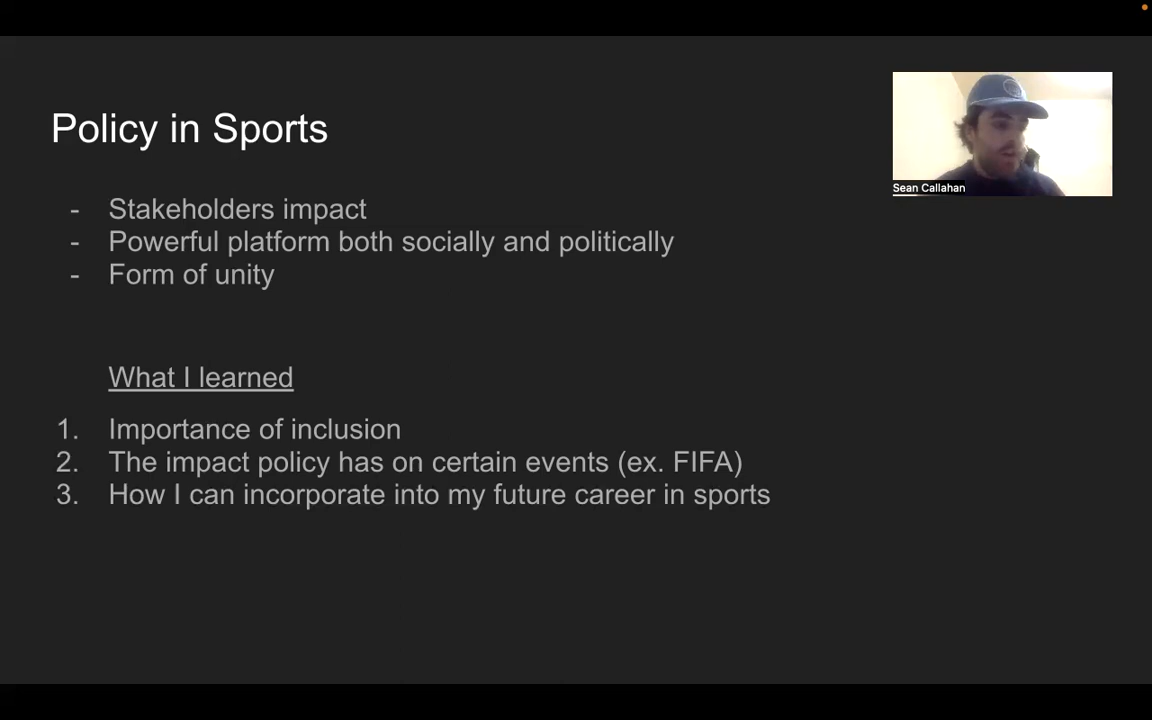 Policy in Sports
- Stakeholders impact
- Powerful platform both socially and politically
- Form of unity
What I learned
1. Importance of inclusion
2. The impact policy has on certain events (ex. FIFA)
3. How I can incorporate into my future career in sports
Sean Callahan